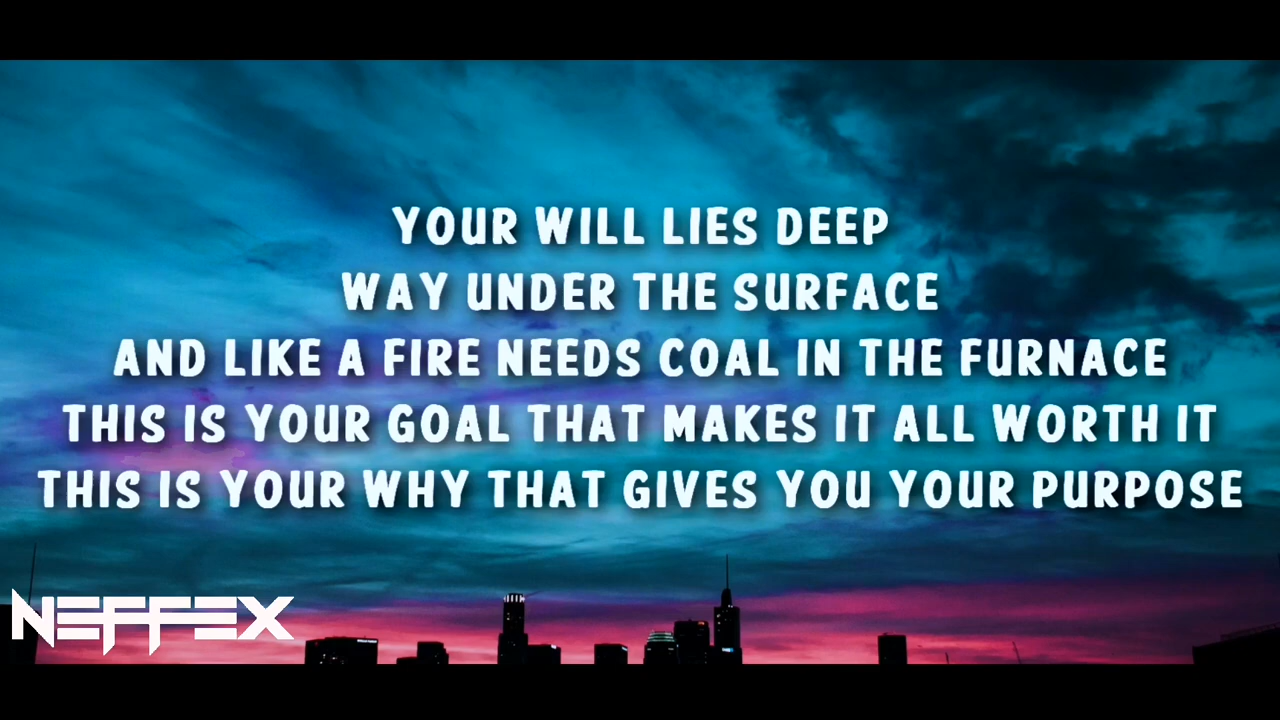 YOUR WILL LIES DEEP
WAY UNDER THE SURFACE
AND LIKE A FIRE NEEDS COAL IN THE FURNACE
THIS IS YOUR GOAL THAT MAKES IT ALL WORTH IT
THIS IS YOUR WHY THAT GIVES YOU YOUR PURPOSE
NEFFEX